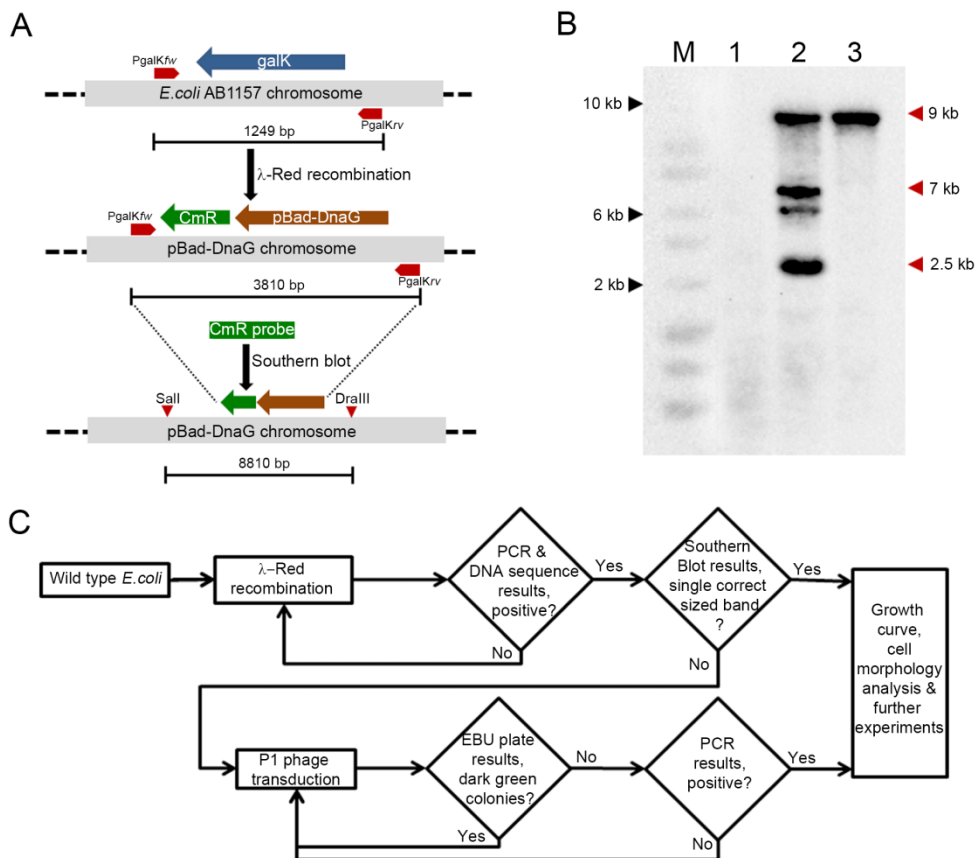 A
PgalKfw
galK
E.coli AB1157 chromosome
PgalKrv
1249 bp
λ-Red recombination
PgalKfw
CmR
pBad-DnaG
pBad-DnaG chromosome
PgalKrv
3810 bp
CmR probe
Southern blot
SalI
DraIII
pBad-DnaG chromosome
8810 bp
B
M 1 2 3
10 kb
6 kb
2 kb
9 kb
7 kb
2.5 kb
C
Wild type E.coli
λ–Red
recombination
PCR &
DNA sequence
results,
positive?
Yes
No
Southern
Blot results,
single correct
sized band
?
Yes
No
Growth
curve,
cell
morphology
analysis &
further
experiments
P1 phage
transduction
EBU plate
results,
dark green
colonies?
No
Yes
PCR
results,
positive?
Yes
No